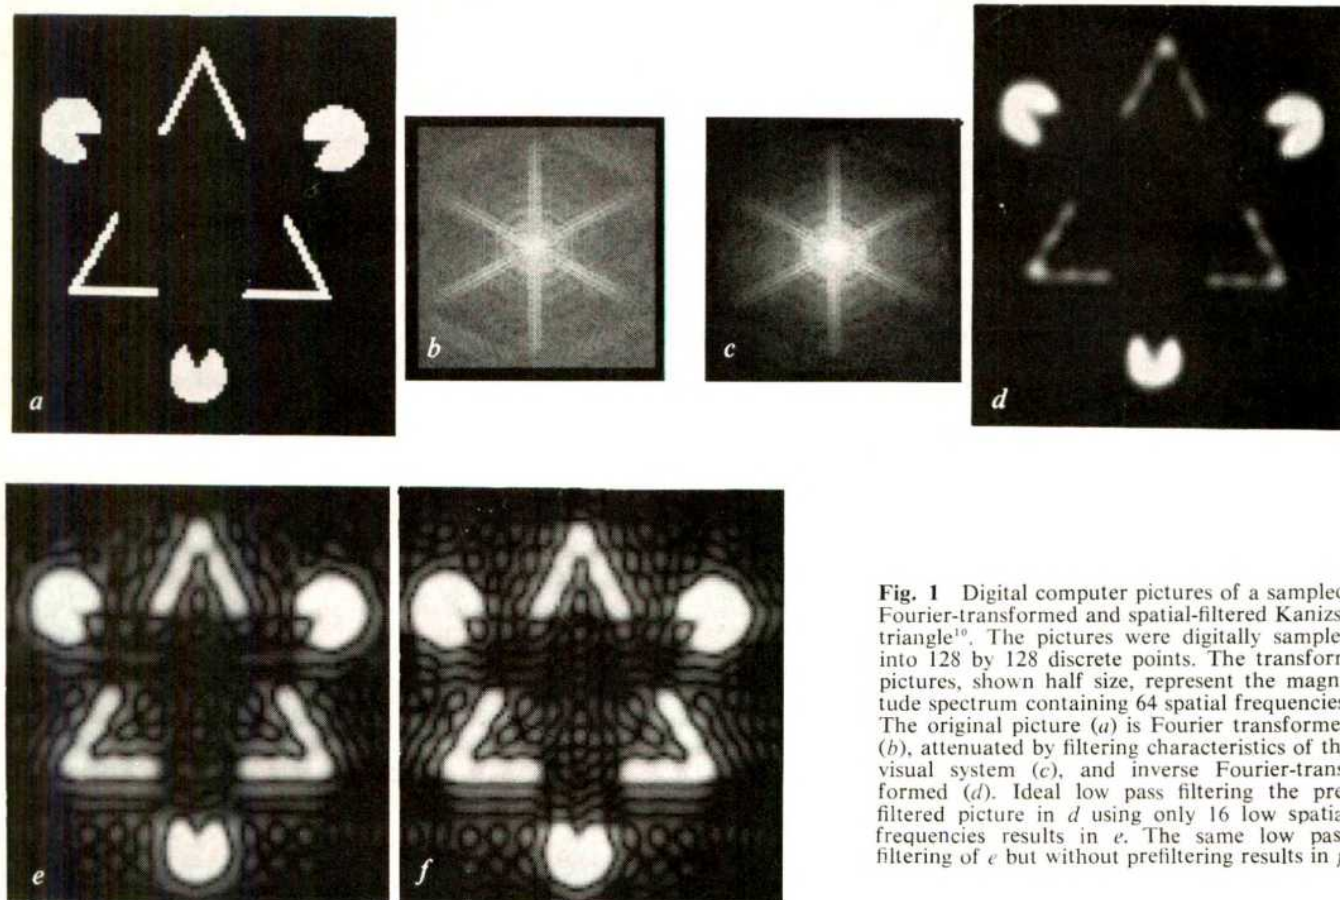 a
b
c
d
e
f
Fig. 1 Digital computer pictures of a sampled
Fourier-transformed and spatial-filtered Kanizs
triangle¹⁰. The pictures were digitally sample
into 128 by 128 discrete points. The transform
pictures, shown half size, represent the magn
tude spectrum containing 64 spatial frequencies
The original picture (a) is Fourier transforme
(b), attenuated by filtering characteristics of th
visual system (c), and inverse Fourier-trans
formed (d). Ideal low pass filtering the pre
filtered picture in d using only 16 low spatia
frequencies results in e. The same low pas
filtering of e but without prefiltering results in f